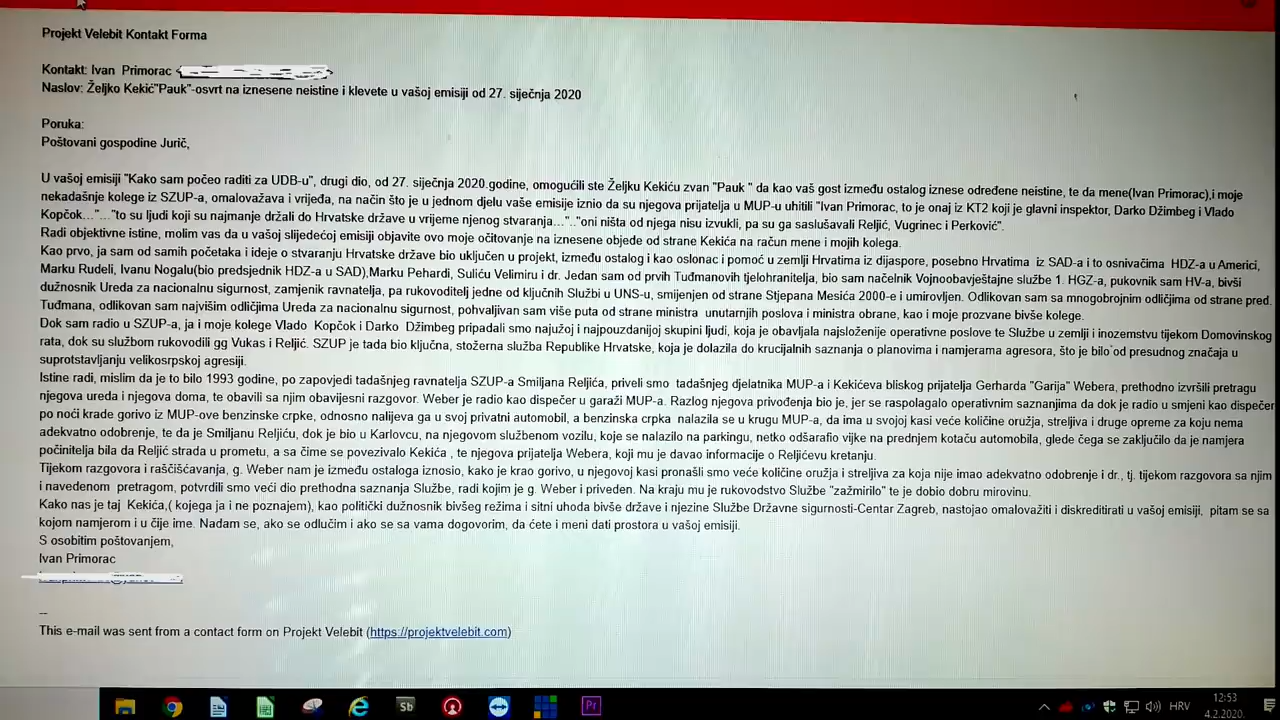 Projekt Velebit Kontakt Forma
Kontakt: Ivan Primorac
Naslov: Željko Kekić"Pauk"-osvrt na iznesene neistine i klevete u vašoj emisiji od 27. siječnja 2020
Poruka:
Poštovani gospodine Jurič,
U vašoj emisiji "Kako sam počeo raditi za UDB-u", drugi dio, od 27. siječnja 2020.godine, omogućili ste Željku Kekiću zvan "Pauk " da kao vaš gost između ostalog iznese određene neistine, te da mene(Ivan Primorac),i moje
nekadašnje kolege iz SZUP-a, omalovažava i vrijeđa, na način što je u jednom djelu vaše emisije iznio da su njegova prijatelja u MUP-u uhitili "Ivan Primorac, to je onaj iz KT2 koji je glavni inspektor, Darko Džimbeg i Vlado
Kopčok..."..."to su ljudi koji su najmanje držali do Hrvatske države u vrijeme njenog stvaranja..."..."oni ništa od njega nisu izvukli, pa su ga saslušavali Reljić, Vugrinec i Perković".
Radi objektivne istine, molim vas da u vašoj slijedećoj emisiji objavite ovo moje očitovanje na iznesene objede od strane Kekića na račun mene i mojih kolega.
Kao prvo, ja sam od samih početaka i ideje o stvaranju Hrvatske države bio uključen u projekt, između ostalog i kao oslonac i pomoć u zemlji Hrvatima iz dijaspore, posebno Hrvatima iz SAD-a i to osnivačima HDZ-a u Americi,
Marku Rudeli, Ivanu Nogalu(bio predsjednik HDZ-a u SAD),Marku Pehardi, Suliću Velimiru i dr. Jedan sam od prvih Tuđmanovih tjelohranitelja, bio sam načelnik Vojnoobavještajne službe 1. HGZ-a, pukovnik sam HV-a, bivši
dužnosnik Ureda za nacionalnu sigurnost, zamjenik ravnatelja, pa rukovoditelj jedne od ključnih Službi u UNS-u, smijenjen od strane Stjepana Mesića 2000-e i umirovljen. Odlikovan sam sa mnogobrojnim odličjima od strane pred.
Tuđmana, odlikovan sam najvišim odličjima Ureda za nacionalnu sigurnost, pohvaljivan sam više puta od strane ministra unutarnjih poslova i ministra obrane, kao i moje prozvane bivše kolege.
Dok sam radio u SZUP-a, ja i moje kolege Vlado Kopčok i Darko Džimbeg pripadali smo najužoj i najpouzdanijoj skupini ljudi, koja je obavljala najsloženije operativne poslove te Službe u zemlji i inozemstvu tijekom Domovinskog
rata, dok su službom rukovodili gg Vukas i Reljić. SZUP je tada bio ključna, stožerna služba Republike Hrvatske, koja je dolazila do krucijalnih saznanja o planovima i namjerama agresora, što je bilo od presudnog značaja u
suprotstavljanju velikosrpskoj agresiji.
Istine radi, mislim da je to bilo 1993 godine, po zapovjedi tadašnjeg ravnatelja SZUP-a Smiljana Reljića, priveli smo tadašnjeg djelatnika MUP-a i Kekićeva bliskog prijatelja Gerharda "Garija" Webera, prethodno izvršili pretragu
njegova ureda i njegova doma, te obavili sa njim obavijesni razgovor. Weber je radio kao dispečer u garaži MUP-a. Razlog njegova privođenja bio je, jer se raspolagalo operativnim saznanjima da dok je radio u smjeni kao dispečer
po noći krade gorivo iz MUP-ove benzinske crpke, odnosno nalijeva ga u svoj privatni automobil, a benzinska crpka nalazila se u krugu MUP-a, da ima u svojoj kasi veće količine oružja, streljiva i druge opreme za koju nema
adekvatno odobrenje, te da je Smiljanu Reljiću, dok je bio u Karlovcu, na njegovom službenom vozilu, koje se nalazilo na parkingu, netko odšarafio vijke na prednjem kotaču automobila, glede čega se zaključilo da je namjera
počinitelja bila da Reljić strada u prometu, a sa čime se povezivalo Kekića , te njegova prijatelja Webera, koji mu je davao informacije o Reljićevu kretanju.
Tijekom razgovora i raščišćavanja, g. Weber nam je između ostaloga iznosio, kako je krao gorivo, u njegovoj kasi pronašli smo veće količine oružja i streljiva za koja nije imao adekvatno odobrenje i dr., tj. tijekom razgovora sa njim
i navedenom pretragom, potvrdili smo veći dio prethodna saznanja Službe, radi kojim je g. Weber i priveden. Na kraju mu je rukovodstvo Službe "zažmirilo" te je dobio dobru mirovinu.
Kako nas je taj Kekića,( kojega ja i ne poznajem), kao politički dužnosnik bivšeg režima i sitni uhoda bivše države i njezine Službe Državne sigurnosti-Centar Zagreb, nastojao omalovažiti i diskreditirati u vašoj emisiji, pitam se sa
kojom namjerom i u čije ime. Nadam se, ako se odlučim i ako se sa vama dogovorim, da ćete i meni dati prostora u vašoj emisiji.
S osobitim poštovanjem,
Ivan Primorac
--
This e-mail was sent from a contact form on Projekt Velebit (https://projektvelebit.com)
Sb
Pr
HRV
12:53
4.2.2020.